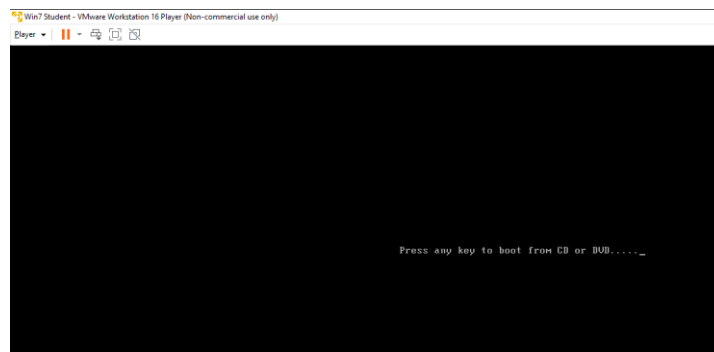 Win7 Student - VMware Workstation 16 Player (Non-commercial use only)
Player
Press any key to boot from CD or DVD....._